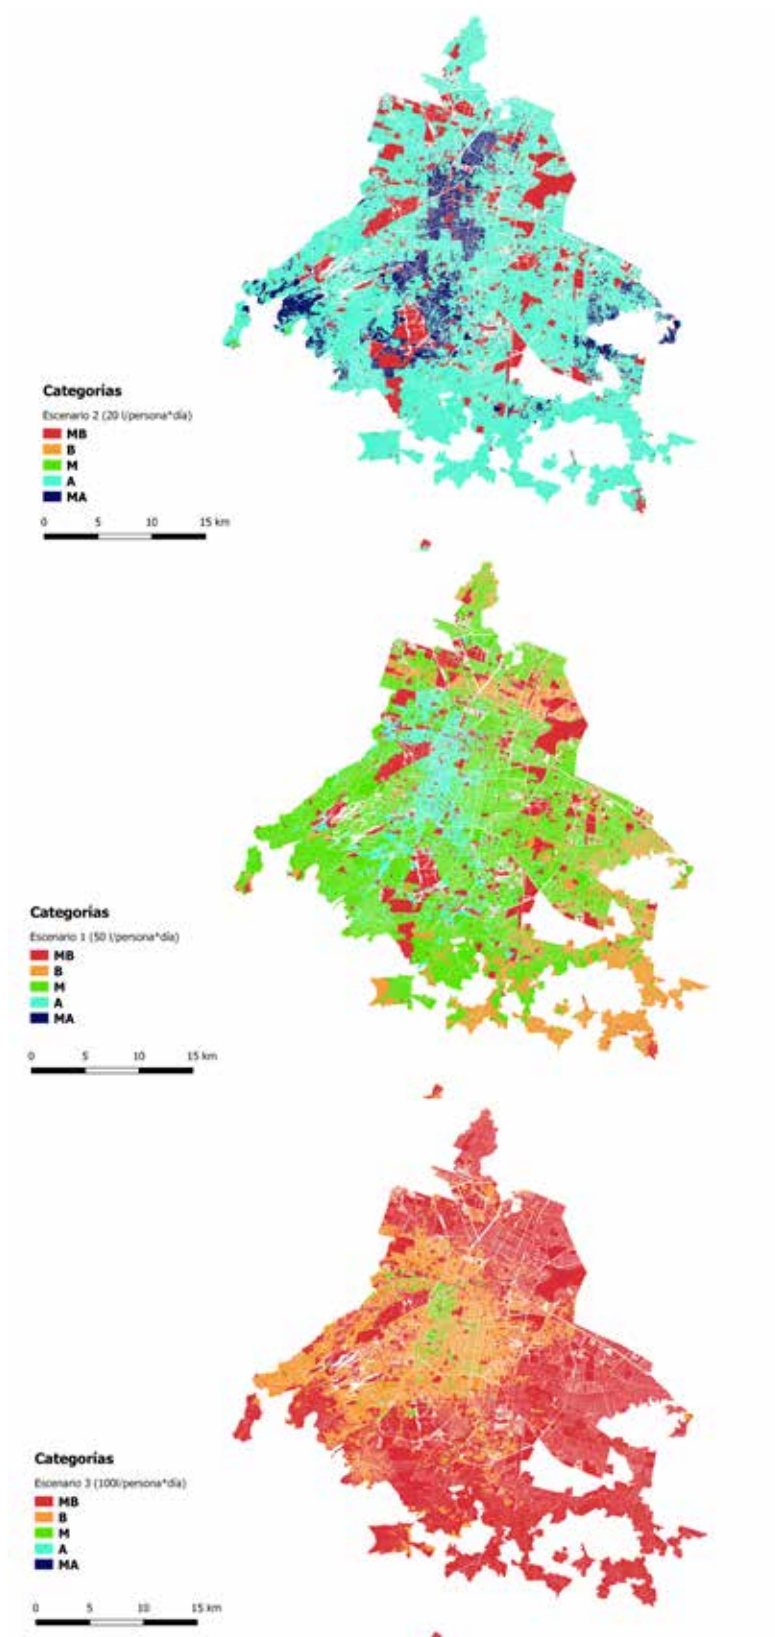 Categorías
Escenario 2 (20 l/persona*día)
MB
B
M
A
MA
0 5 10 15 km
Categorías
Escenario 1 (50 l/persona*día)
MB
B
M
A
MA
0 5 10 15 km
Categorías
Escenario 3 (100l/persona*día)
MB
B
M
A
MA
0 5 10 15 km